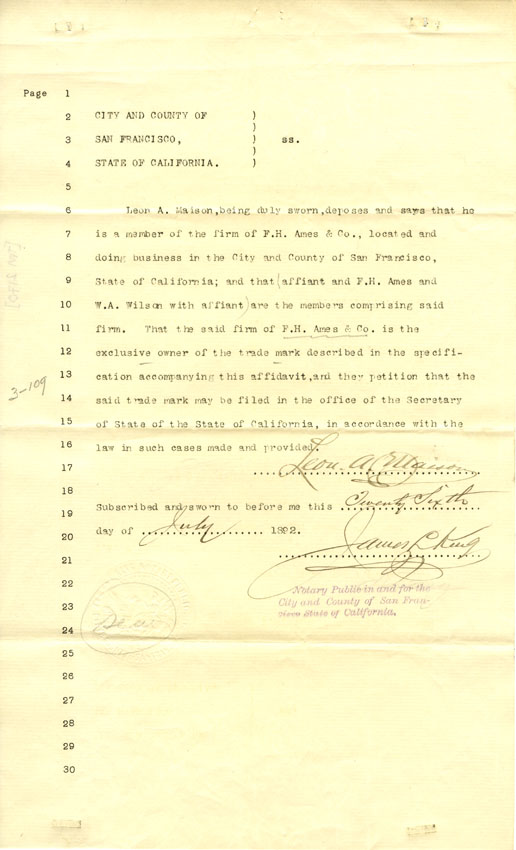 Page 1
2 CITY AND COUNTY OF )
)
3 SAN FRANCISCO, ) ss.
)
4 STATE OF CALIFORNIA. )
5
6 Leon A. Maison,being duly sworn,deposes and says that he
7 is a member of the firm of F.H. Ames & Co., located and
8 doing business in the City and County of San Francisco,
9 State of California; and that (affiant and F.H. Ames and
10 W.A. Wilson with affiant) are the members comprising said
11 firm. That the said firm of F.H. Ames & Co. is the
12 exclusive owner of the trade mark described in the specifi-
13 cation accompanying this affidavit,and they petition that the
3-109
14 said trade mark may be filed in the office of the Secretary
15 of State of the State of California, in accordance with the
16 law in such cases made and provided.
17 Leon. A. Maison
18
19 Subscribed and sworn to before me this Twenty Sixth
20 day of July 1892.
21 James L King
22 Notary Public in and for the
23 City and County of San Fran-
cisco State of California.
24 Seal
25
26
27
28
29
30